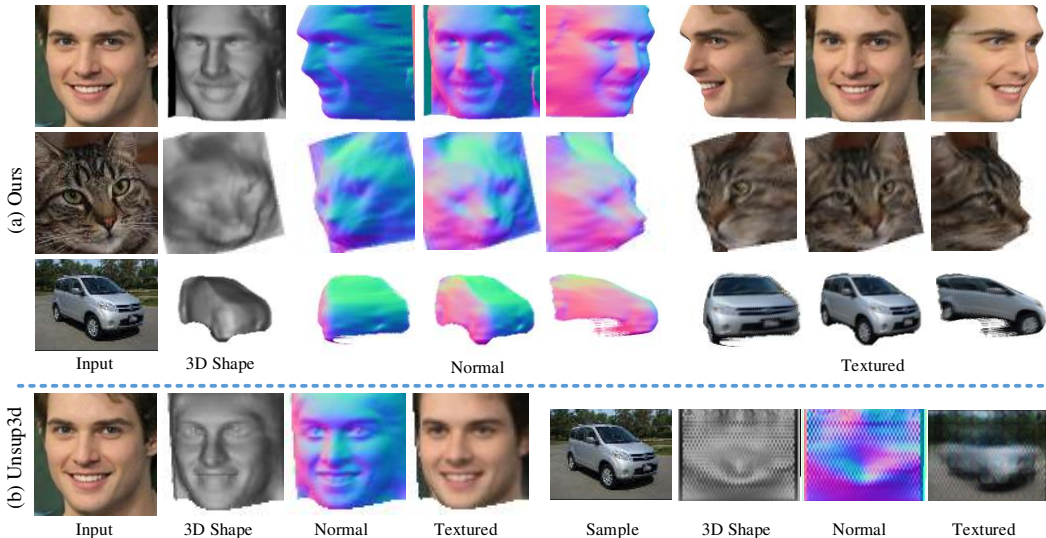 (a) Ours
Input
3D Shape
Normal
Textured
(b) Unsup3d
Input
3D Shape
Normal
Textured
Sample
3D Shape
Normal
Textured